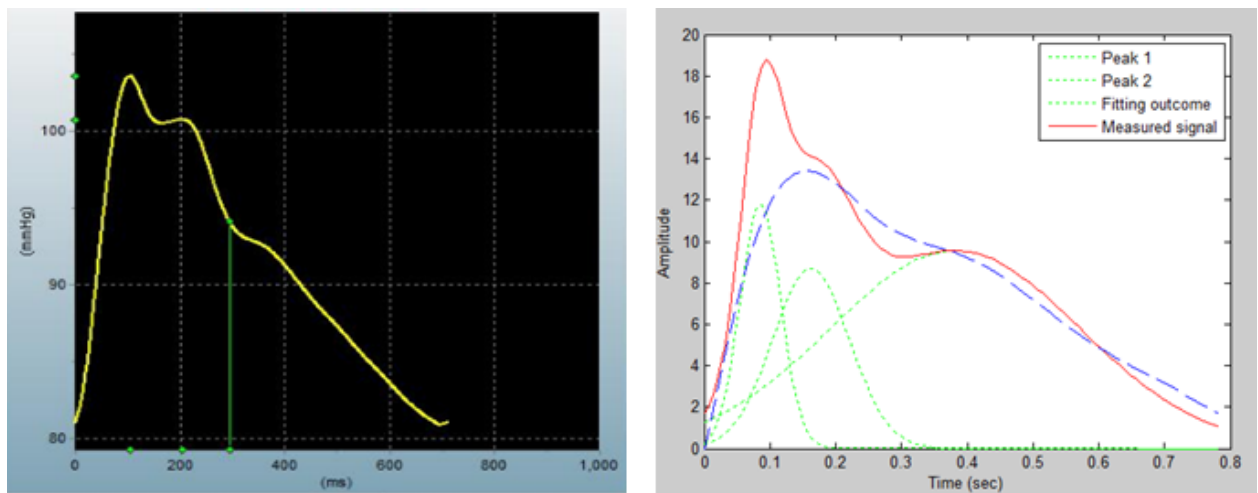 100
90
80
(mmHg)
0 200 400 600 800 1,000
(ms)
20
18
16
14
12
10
8
6
4
2
0
Amplitude
Peak 1
Peak 2
Fitting outcome
Measured signal
0 0.1 0.2 0.3 0.4 0.5 0.6 0.7 0.8
Time (sec)